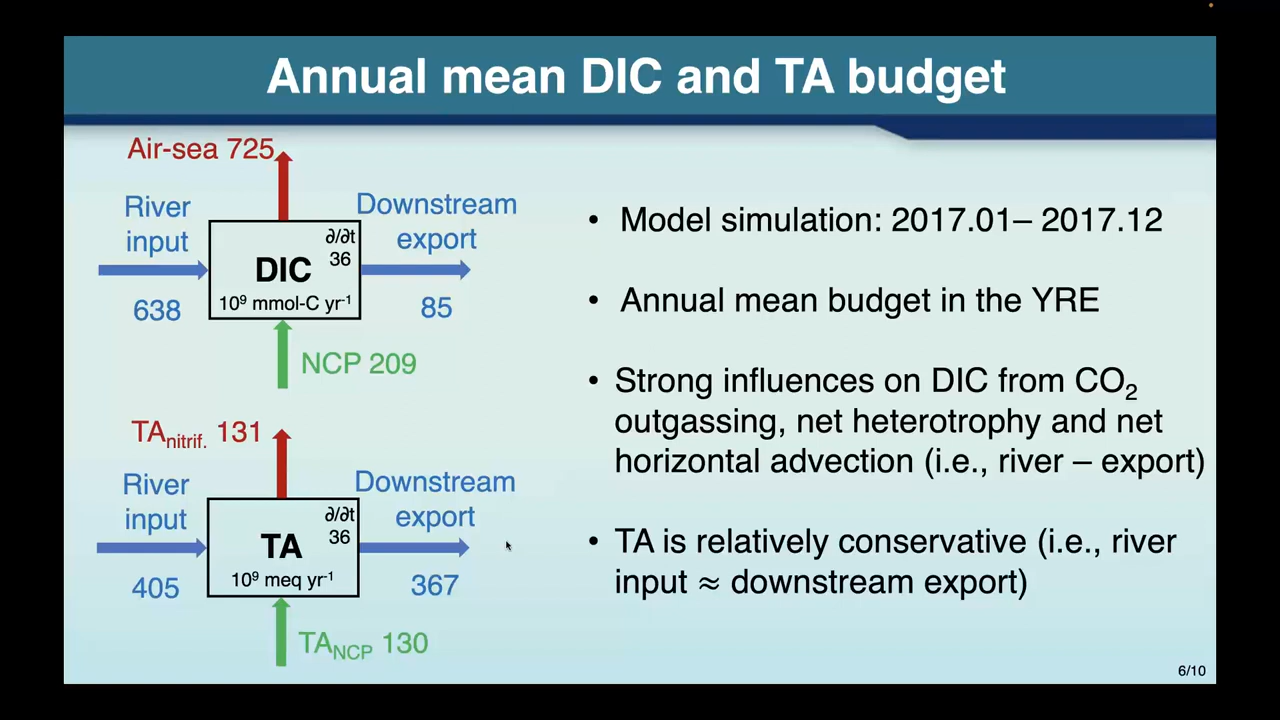 Annual mean DIC and TA budget
Air-sea 725
River
input
638
∂/∂t
36
DIC
10⁹ mmol-C yr⁻¹
Downstream
export
85
NCP 209
TAnitrif. 131
River
input
405
∂/∂t
36
TA
10⁹ meq yr⁻¹
Downstream
export
367
TANCP 130
• Model simulation: 2017.01– 2017.12
• Annual mean budget in the YRE
• Strong influences on DIC from CO₂
outgassing, net heterotrophy and net
horizontal advection (i.e., river – export)
• TA is relatively conservative (i.e., river
input ≈ downstream export)
6/10